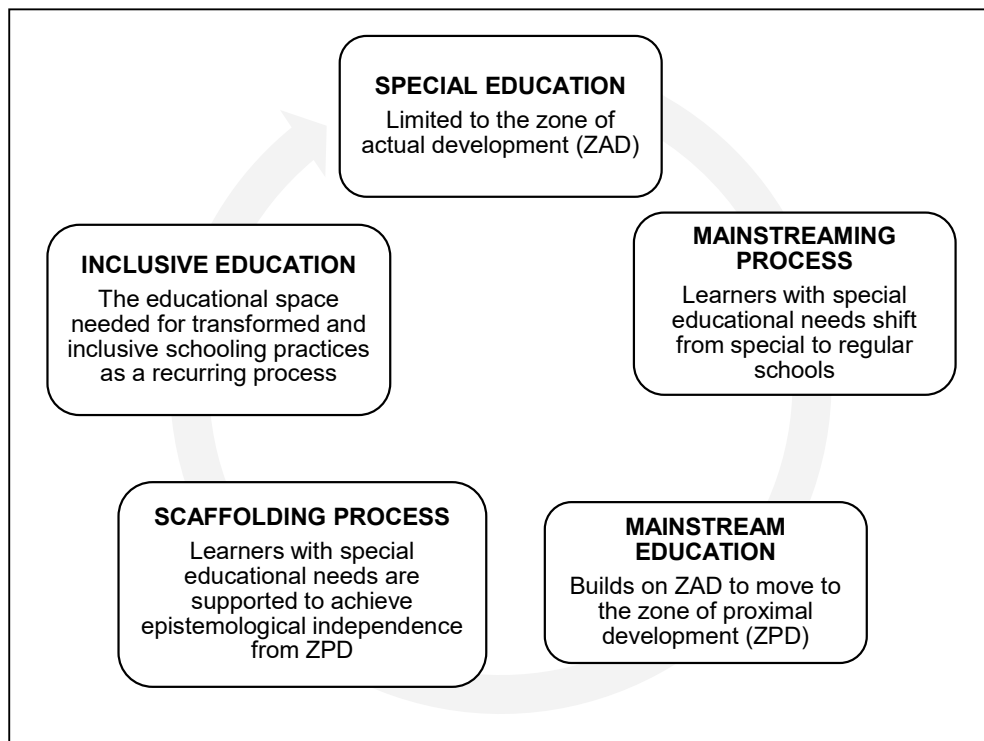 SPECIAL EDUCATION
Limited to the zone of
actual development (ZAD)
MAINSTREAMING
PROCESS
Learners with special
educational needs shift
from special to regular
schools
MAINSTREAM
EDUCATION
Builds on ZAD to move to
the zone of proximal
development (ZPD)
SCAFFOLDING PROCESS
Learners with special
educational needs are
supported to achieve
epistemological independence
from ZPD
INCLUSIVE EDUCATION
The educational space
needed for transformed and
inclusive schooling practices
as a recurring process